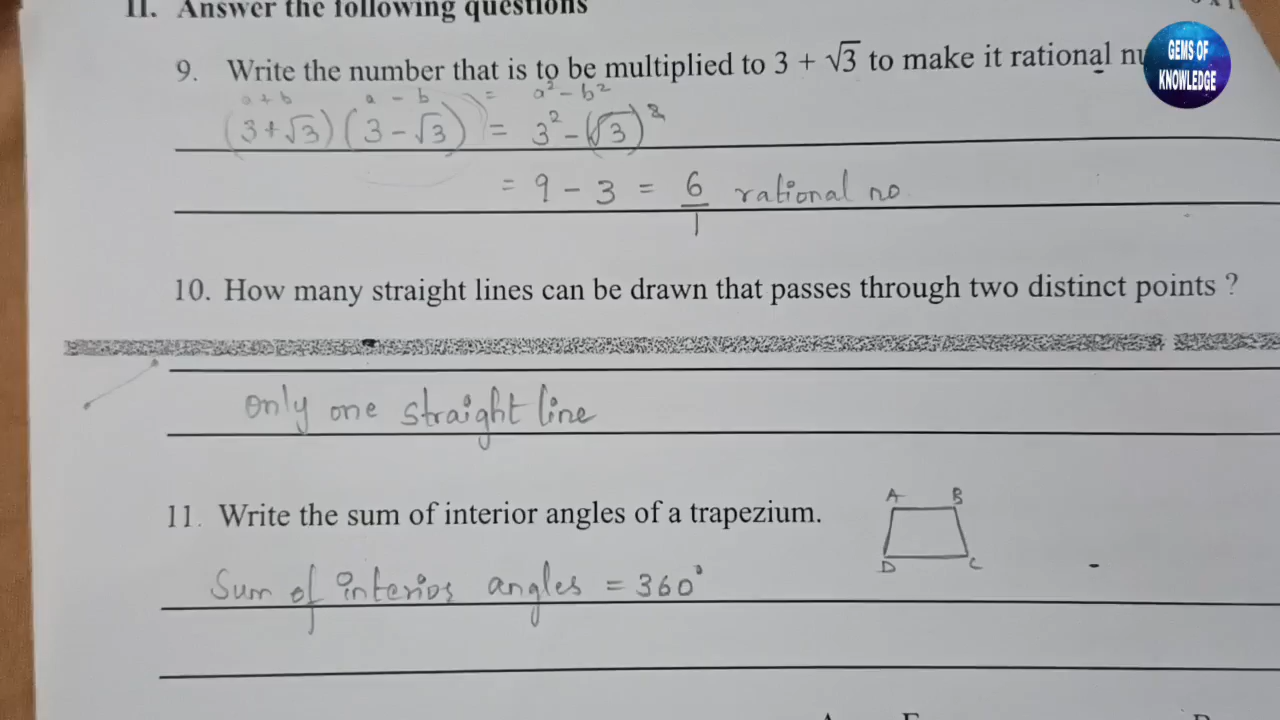 II. Answer the following questions
GEMS OF
KNOWLEDGE
9. Write the number that is to be multiplied to 3 + √3 to make it rational nu
a + b a - b = a² - b²
(3+√3) (3-√3) = 3² - (√3)²
= 9 - 3 = 6/1 rational no.
10. How many straight lines can be drawn that passes through two distinct points ?
only one straight line
11. Write the sum of interior angles of a trapezium.
A B
D C
Sum of interios angles = 360°